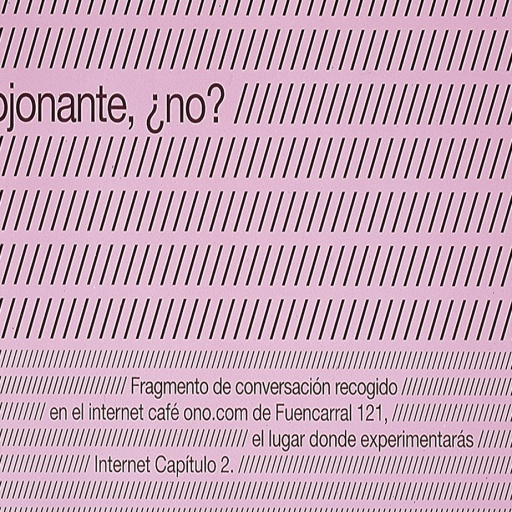 ojonante, ¿no?
Fragmento de conversación recogido
en el internet café ono.com de Fuencarral 121,
el lugar donde experimentarás
Internet Capítulo 2.